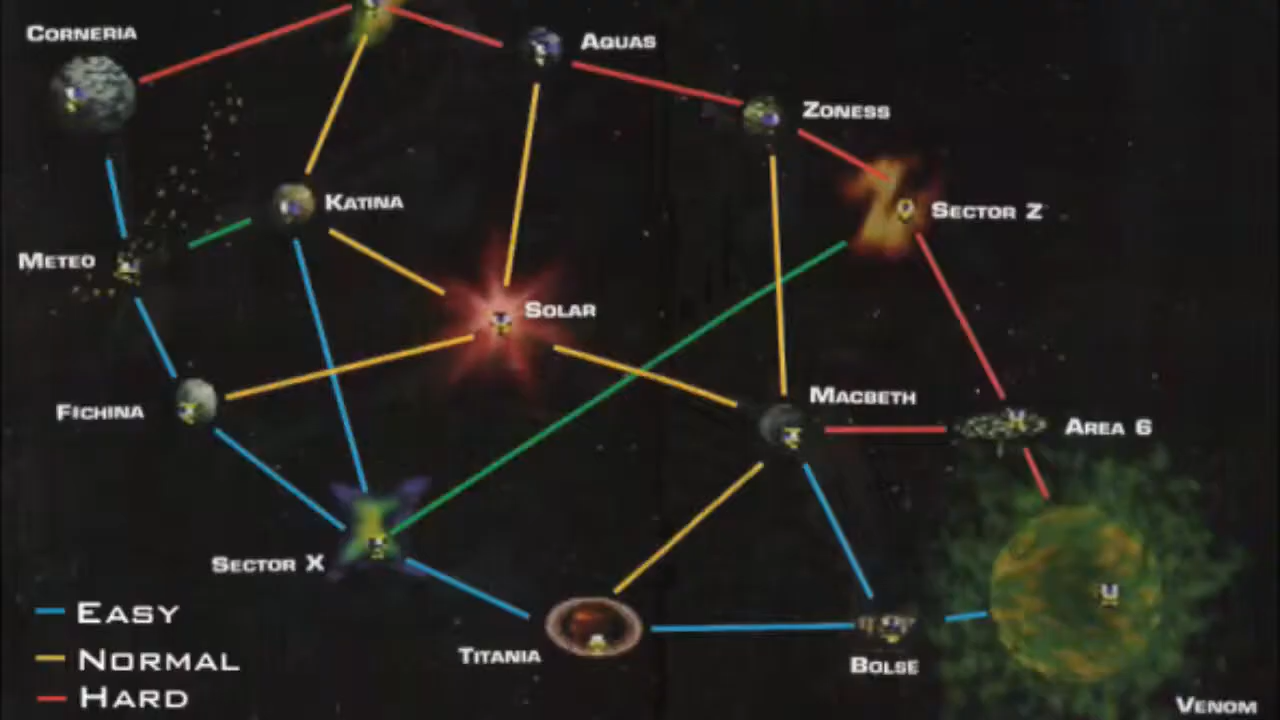 Corneria
Aquas
Zoness
Katina
Sector Z
Meteo
Solar
Macbeth
Fichina
Area 6
Sector X
Easy
Titania
Bolse
Normal
Hard
Venom